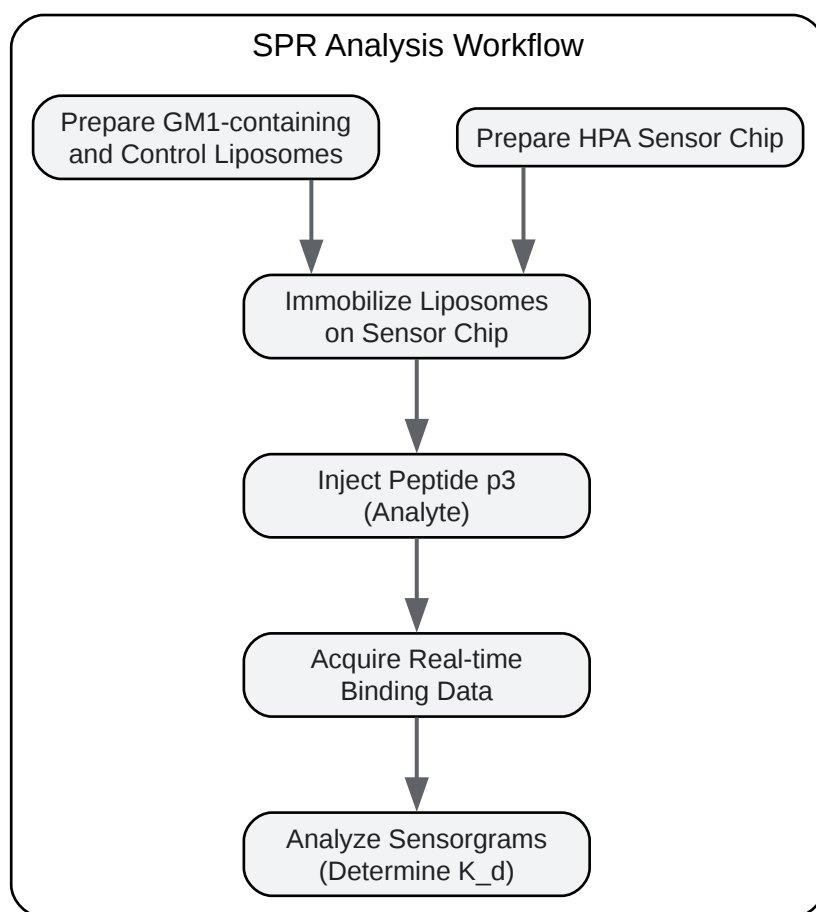 SPR Analysis Workflow
Prepare GM1-containing
and Control Liposomes
Prepare HPA Sensor Chip
Immobilize Liposomes
on Sensor Chip
Inject Peptide p3
(Analyte)
Acquire Real-time
Binding Data
Analyze Sensorgrams
(Determine K_d)